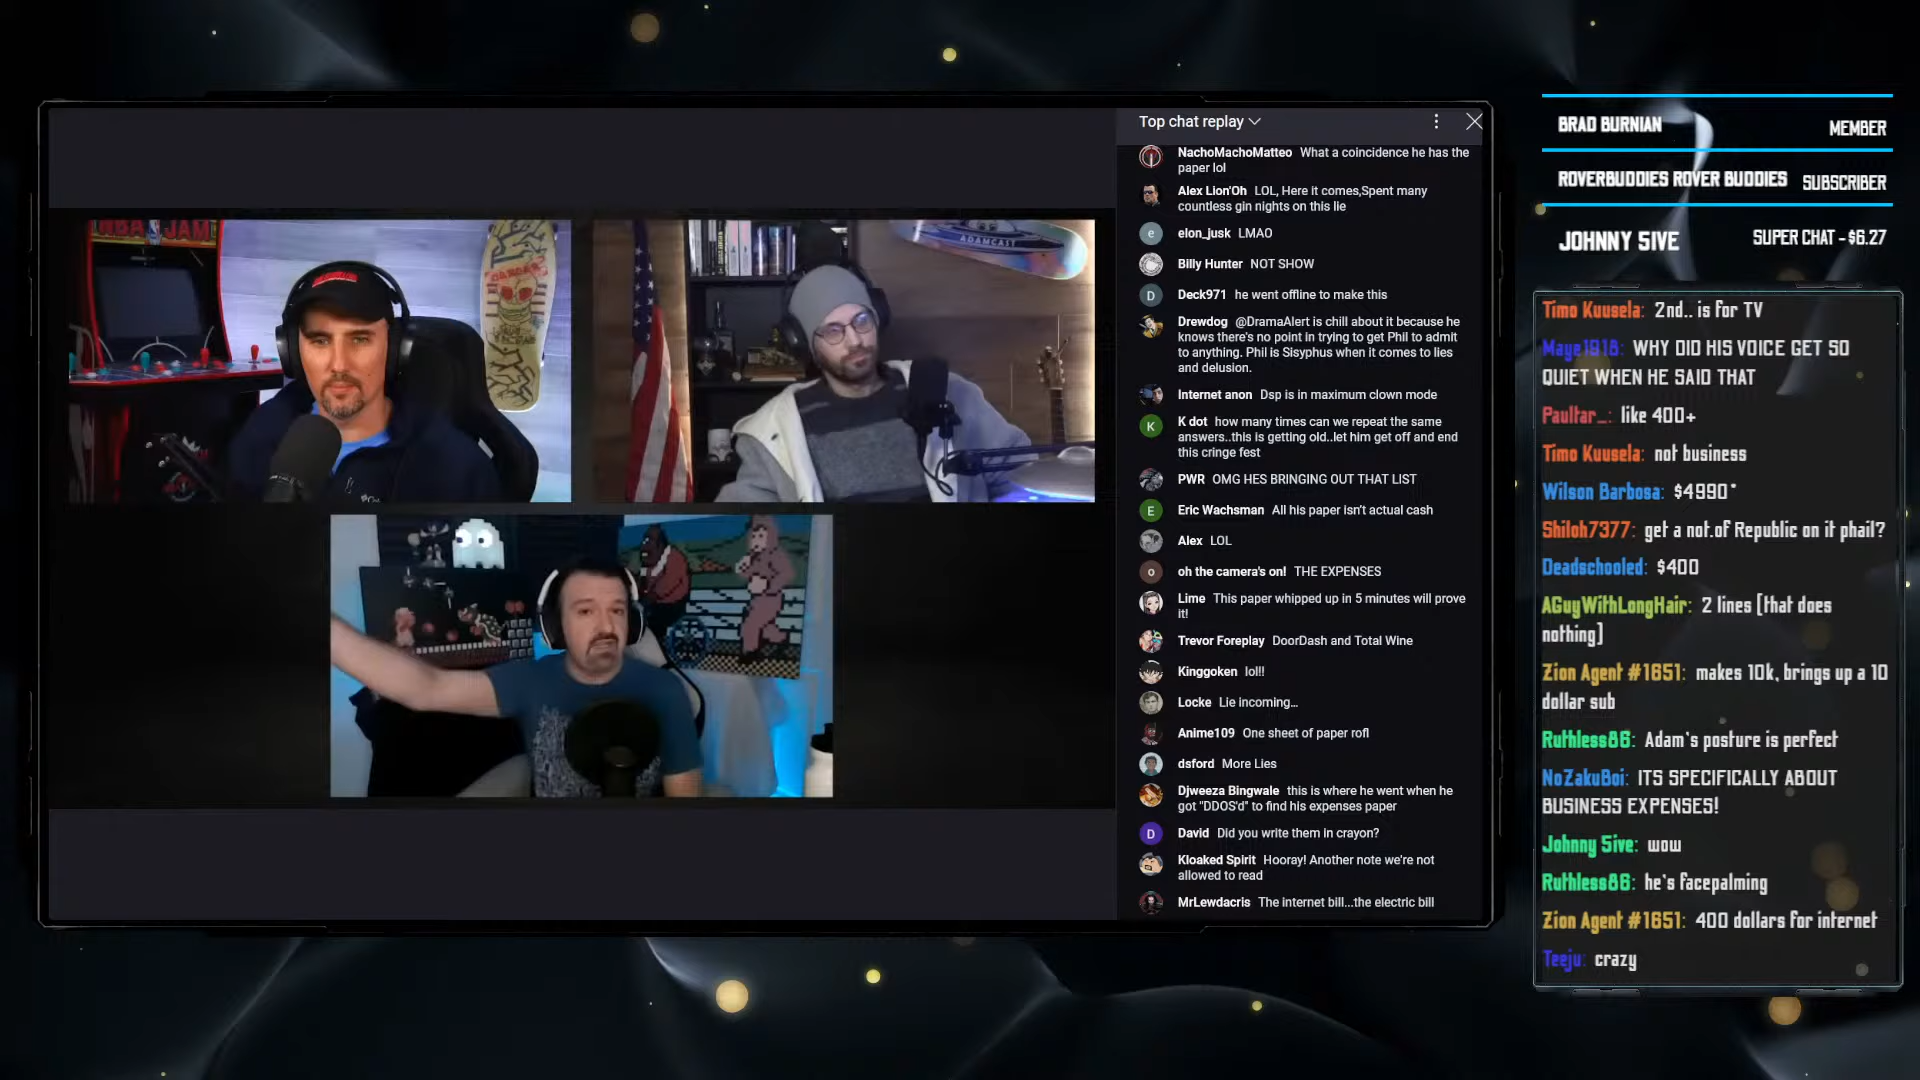 NBA JAM
ADAMCAST
Top chat replay
NachoMachoMatteo What a coincidence he has the
paper lol
Alex Lion'Oh LOL, Here it comes,Spent many
countless gin nights on this lie
e
elon_jusk LMAO
Billy Hunter NOT SHOW
D
Deck971 he went offline to make this
Drewdog @DramaAlert is chill about it because he
knows there's no point in trying to get Phil to admit
to anything. Phil is Sisyphus when it comes to lies
and delusion.
Internet anon Dsp is in maximum clown mode
K
K dot how many times can we repeat the same
answers..this is getting old..let him get off and end
this cringe fest
PWR OMG HES BRINGING OUT THAT LIST
E
Eric Wachsman All his paper isn't actual cash
Alex LOL
o
oh the camera's on! THE EXPENSES
Lime This paper whipped up in 5 minutes will prove
it!
Trevor Foreplay DoorDash and Total Wine
Kinggoken lol!!
Locke Lie incoming…
Anime109 One sheet of paper rofl
dsford More Lies
Djweeza Bingwale this is where he went when he
got "DDOS'd" to find his expenses paper
D
David Did you write them in crayon?
Kloaked Spirit Hooray! Another note we're not
allowed to read
MrLewdacris The internet bill...the electric bill
BRAD BURNIAN MEMBER
ROVERBUDDIES ROVER BUDDIES SUBSCRIBER
JOHNNY 5IVE SUPER CHAT - $6.27
Timo Kuusela: 2nd.. is for TV
Maye1918: WHY DID HIS VOICE GET SO
QUIET WHEN HE SAID THAT
Paultar_: like 400+
Timo Kuusela: not business
Wilson Barbosa: $4990*
Shiloh7377: get a not.of Republic on it phail?
Deadschooled: $400
AGuyWithLongHair: 2 lines [that does
nothing]
Zion Agent #1651: makes 10k, brings up a 10
dollar sub
Ruthless86: Adam's posture is perfect
NoZakuBoi: ITS SPECIFICALLY ABOUT
BUSINESS EXPENSES!
Johnny 5ive: wow
Ruthless86: he's facepalming
Zion Agent #1651: 400 dollars for internet
Teeju: crazy